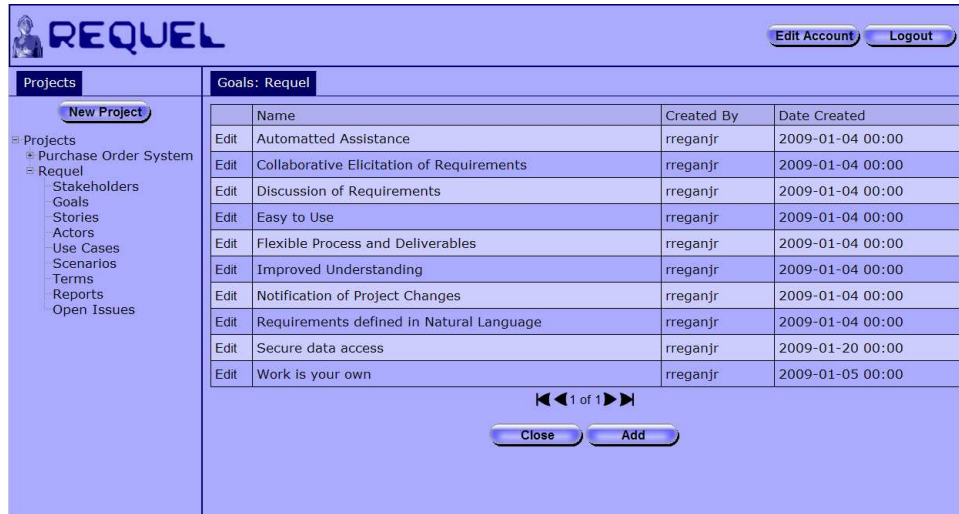 REQUEL
Edit Account Logout
Projects
New Project
Projects
Purchase Order System
Requel
Stakeholders
Goals
Stories
Actors
Use Cases
Scenarios
Terms
Reports
Open Issues
Goals: Requel
Name Created By Date Created
Edit Automatted Assistance rreganjr 2009-01-04 00:00
Edit Collaborative Elicitation of Requirements rreganjr 2009-01-04 00:00
Edit Discussion of Requirements rreganjr 2009-01-04 00:00
Edit Easy to Use rreganjr 2009-01-04 00:00
Edit Flexible Process and Deliverables rreganjr 2009-01-04 00:00
Edit Improved Understanding rreganjr 2009-01-04 00:00
Edit Notification of Project Changes rreganjr 2009-01-04 00:00
Edit Requirements defined in Natural Language rreganjr 2009-01-04 00:00
Edit Secure data access rreganjr 2009-01-20 00:00
Edit Work is your own rreganjr 2009-01-05 00:00
1 of 1
Close Add